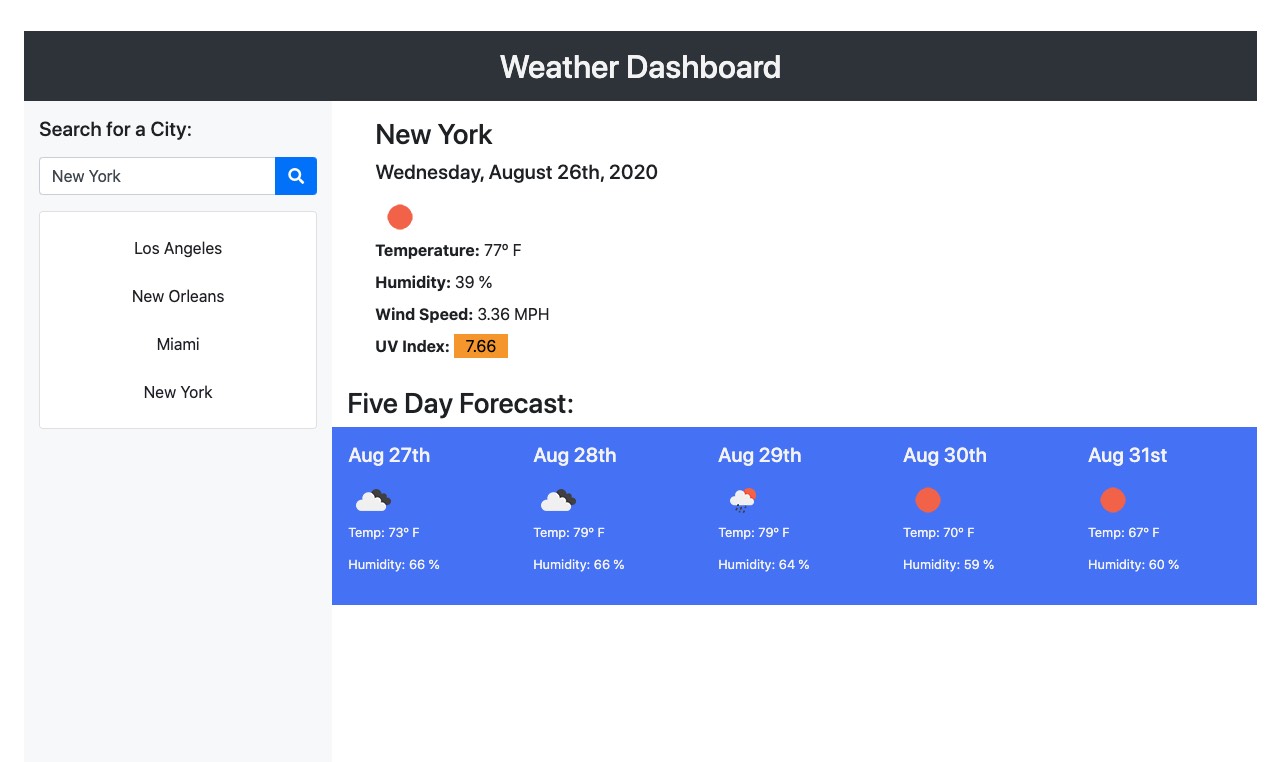 Weather Dashboard
Search for a City:
New York
Los Angeles
New Orleans
Miami
New York
New York
Wednesday, August 26th, 2020
Temperature: 77º F
Humidity: 39 %
Wind Speed: 3.36 MPH
UV Index: 7.66
Five Day Forecast:
Aug 27th
Temp: 73º F
Humidity: 66 %
Aug 28th
Temp: 79º F
Humidity: 66 %
Aug 29th
Temp: 79º F
Humidity: 64 %
Aug 30th
Temp: 70º F
Humidity: 59 %
Aug 31st
Temp: 67º F
Humidity: 60 %